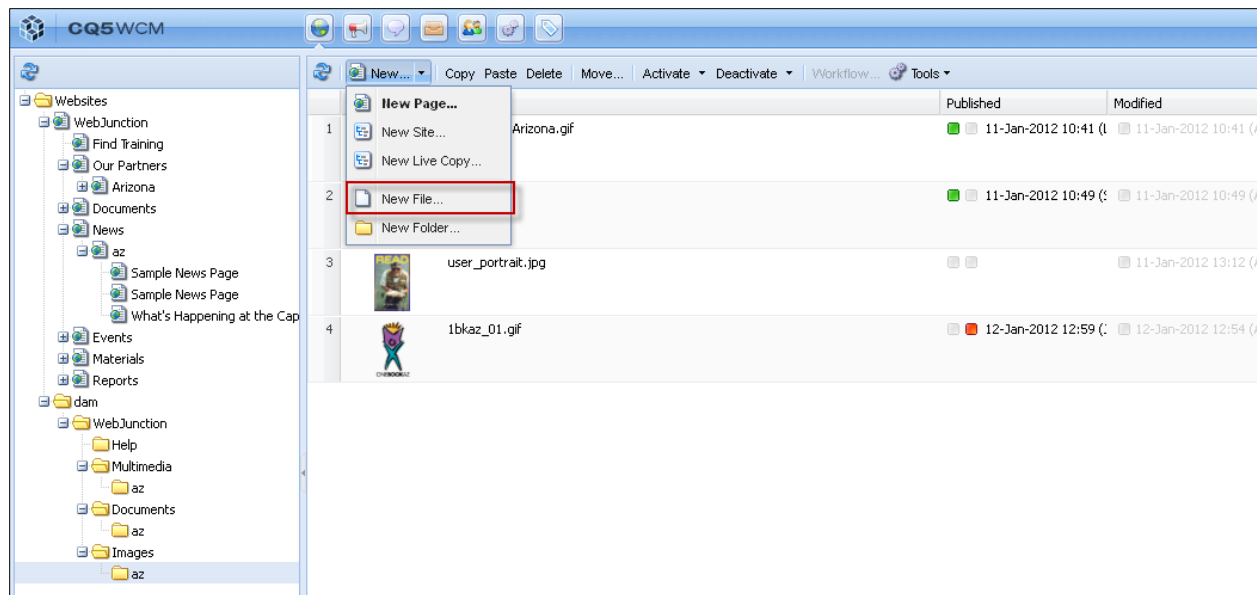 CQ5WCM
New...
Copy Paste Delete Move... Activate Deactivate Workflow... Tools
Websites
WebJunction
Find Training
Our Partners
Arizona
Documents
News
az
Sample News Page
Sample News Page
What's Happening at the Cap
Events
Materials
Reports
dam
WebJunction
Help
Multimedia
az
Documents
az
Images
az
New Page...
New Site...
New Live Copy...
New File...
New Folder...
Published Modified
1 Arizona.gif 11-Jan-2012 10:41 11-Jan-2012 10:41
2 11-Jan-2012 10:49 11-Jan-2012 10:49
3 READ user_portrait.jpg 11-Jan-2012 13:12
4 1bkaz_01.gif 12-Jan-2012 12:59 12-Jan-2012 12:54
ONEBOOKAZ